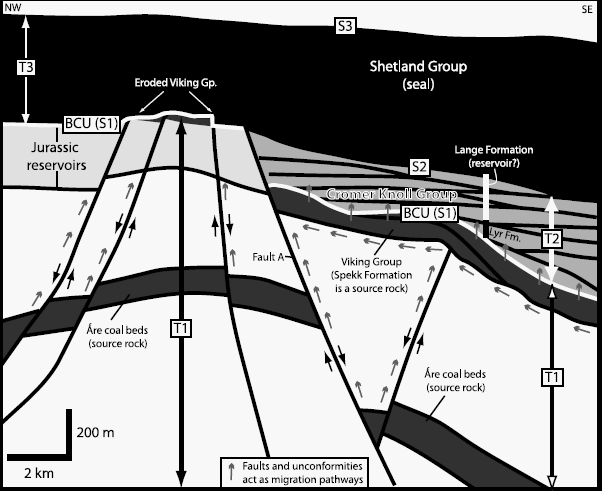 NW
SE
S3
T3
Shetland Group
(seal)
Eroded Viking Gp.
BCU (S1)
Lange Formation
(reservoir?)
Jurassic
reservoirs
S2
Cromer Knoll Group
BCU (S1)
Lyr Fm.
T2
Viking Group
(Spekk Formation
is a source rock)
Fault A
T1
Áre coal beds
(source rock)
Áre coal beds
(source rock)
T1
200 m
2 km
Faults and unconformities
act as migration pathways